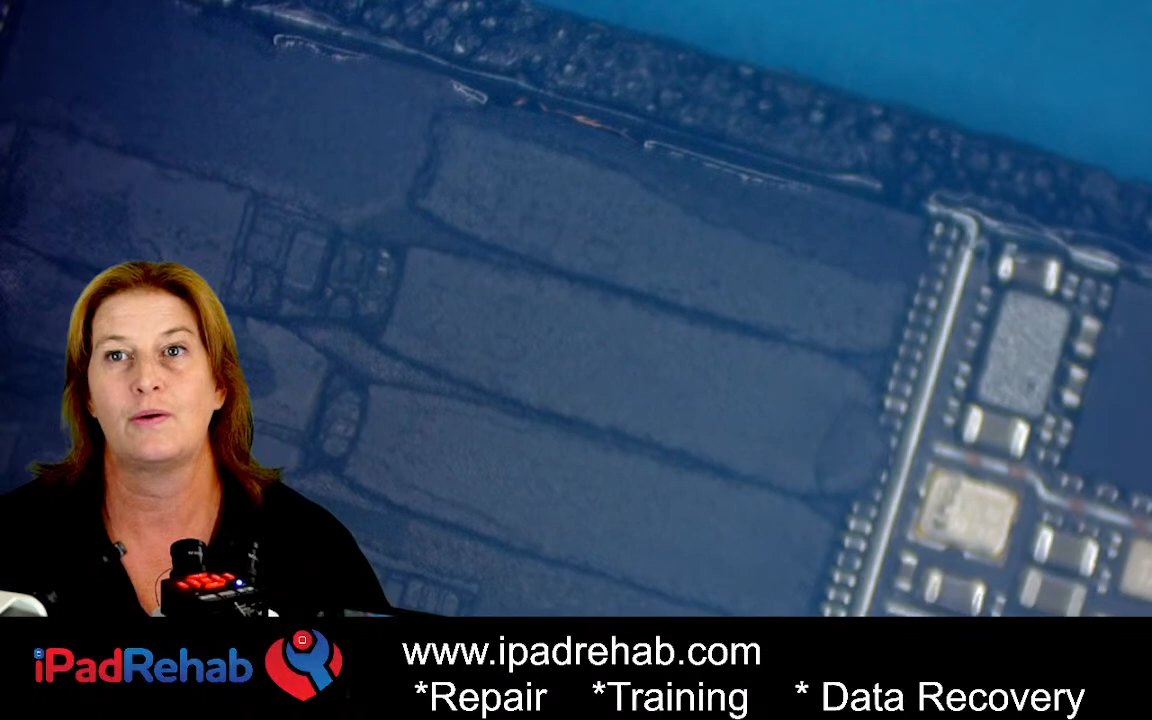 iPadRehab
www.ipadrehab.com
*Repair *Training * Data Recovery